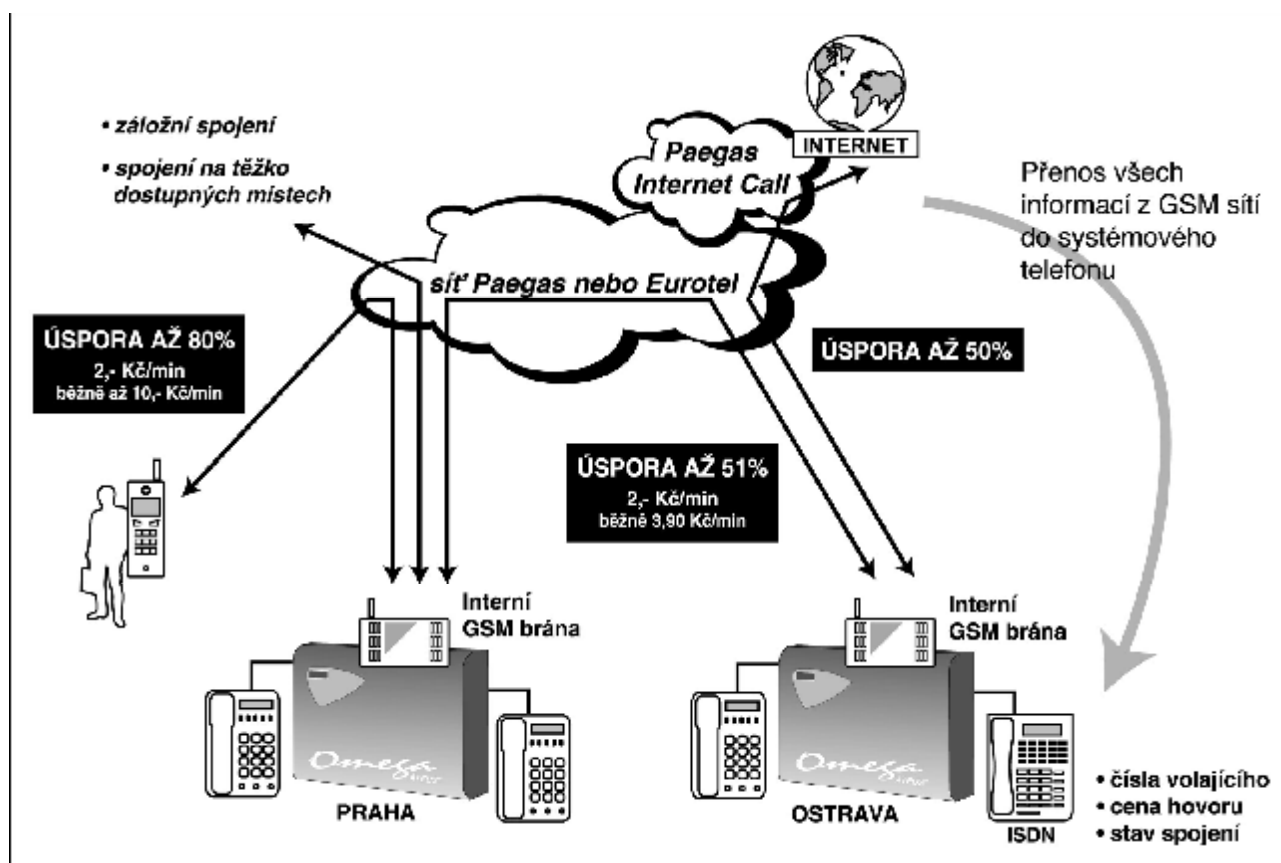 • záložní spojení
• spojení na těžko
dostupných místech
Paegas
Internet Call
INTERNET
Přenos všech
informací z GSM sítí
do systémového
telefonu
síť Paegas nebo Eurotel
ÚSPORA AŽ 80%
2,- Kč/min
běžně až 10,- Kč/min
ÚSPORA AŽ 50%
ÚSPORA AŽ 51%
2,- Kč/min
běžně 3,90 Kč/min
Interní
GSM brána
Interní
GSM brána
Omega
Omega
PRAHA
OSTRAVA
ISDN
• čísla volajícího
• cena hovoru
• stav spojení